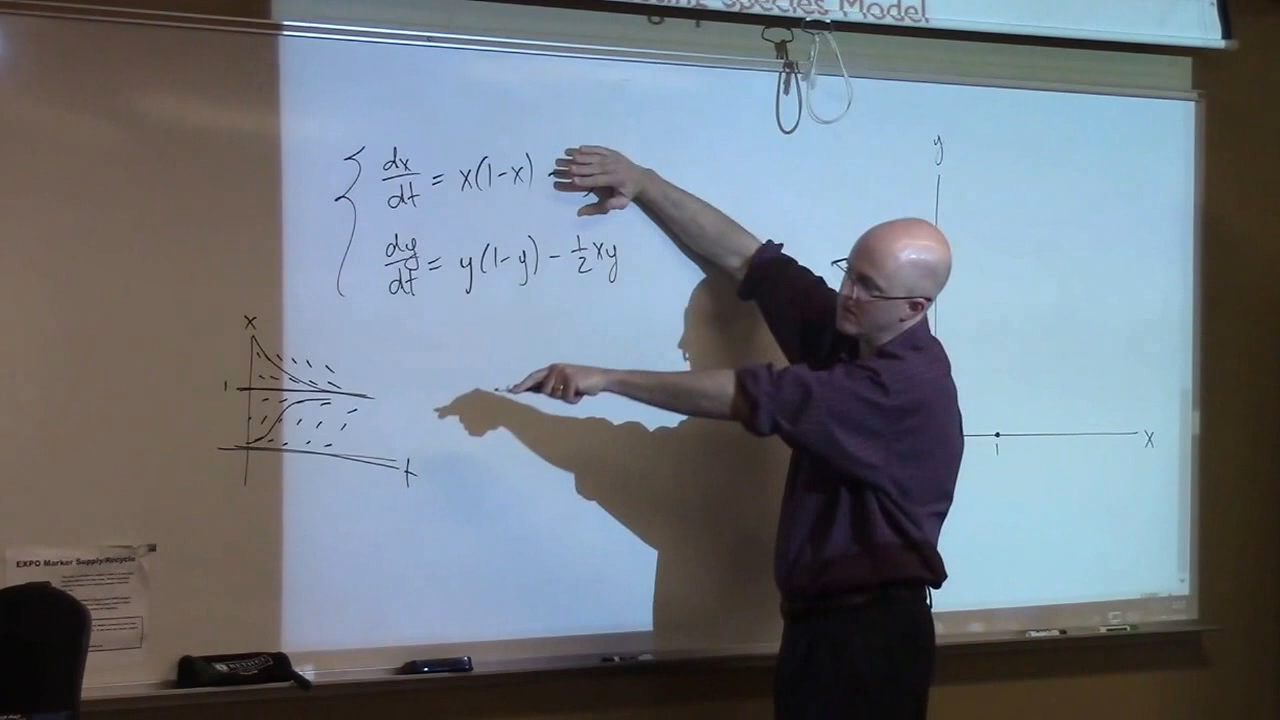 Species Model
dx/dt = x(1-x) -
dy/dt = y(1-y) - 1/2 xy
y
x
1
t
1
X
EXPO Marker Supply/Recycle